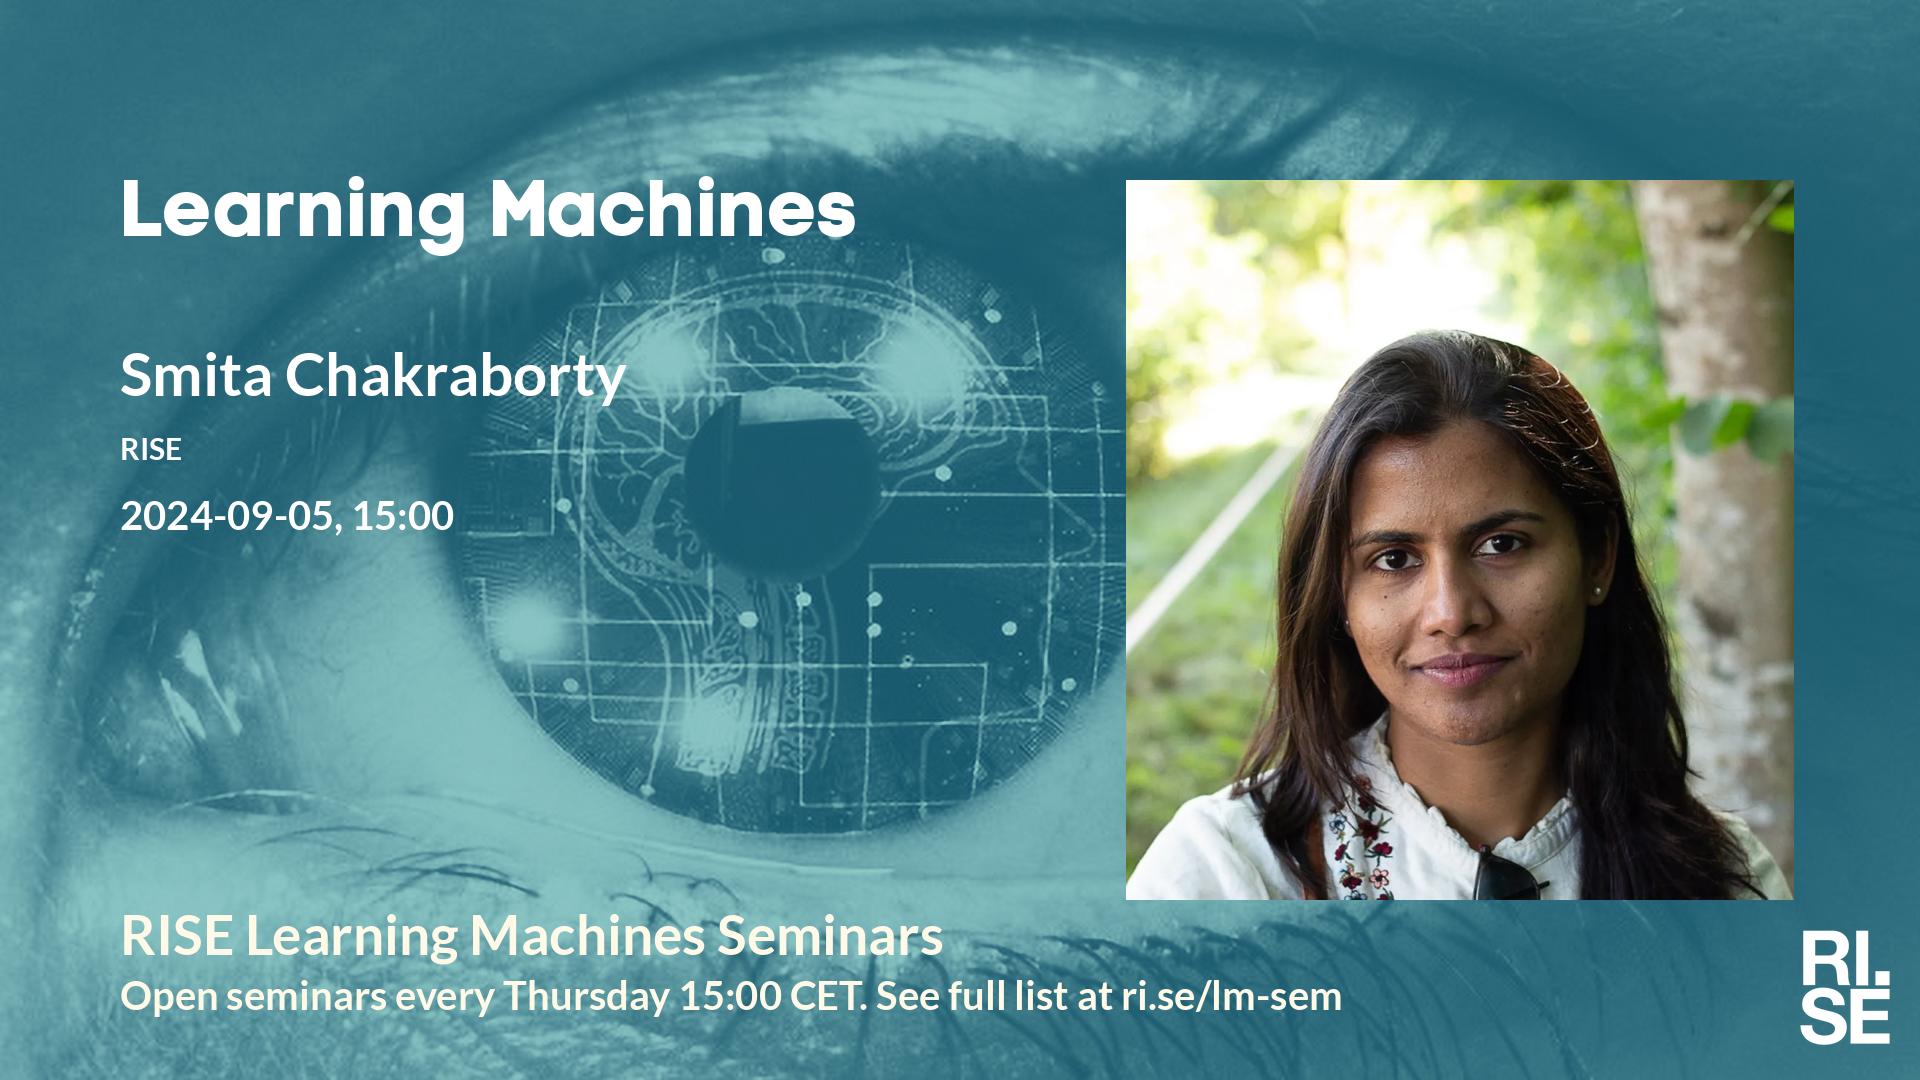 Learning Machines
Smita Chakraborty
RISE
2024-09-05, 15:00
RISE Learning Machines Seminars
Open seminars every Thursday 15:00 CET. See full list at ri.se/lm-sem
RI.
SE